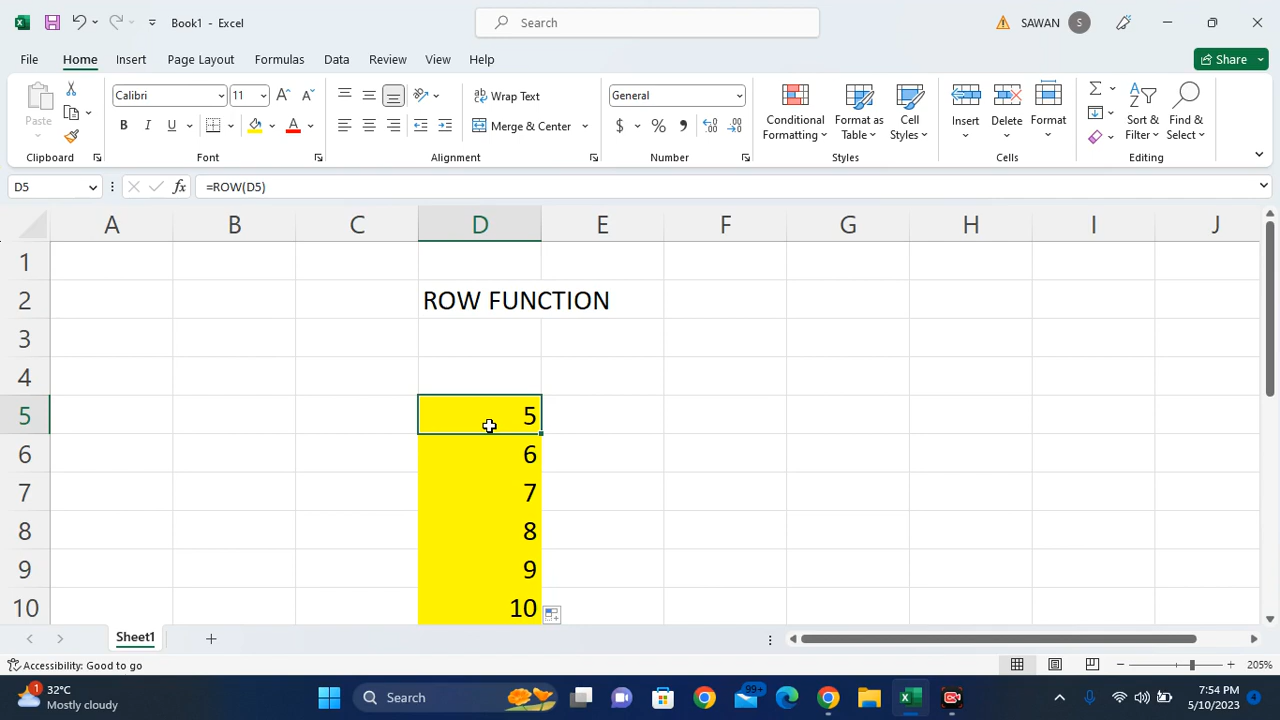 Book1 - Excel
Search
SAWAN S
File Home Insert Page Layout Formulas Data Review View Help
Share
Paste
Calibri 11
B I U
A A
Wrap Text
Merge & Center
General
$ % 9
Conditional Formatting
Format as Table
Cell Styles
Insert
Delete
Format
Sort & Filter
Find & Select
Clipboard Font Alignment Number Styles Cells Editing
D5 fx =ROW(D5)
A B C D E F G H I J
1
2 ROW FUNCTION
3
4
5 5
6 6
7 7
8 8
9 9
10 10
Sheet1
Accessibility: Good to go
205%
1 32°C
Mostly cloudy
Search
99+
7:54 PM
5/10/2023
4